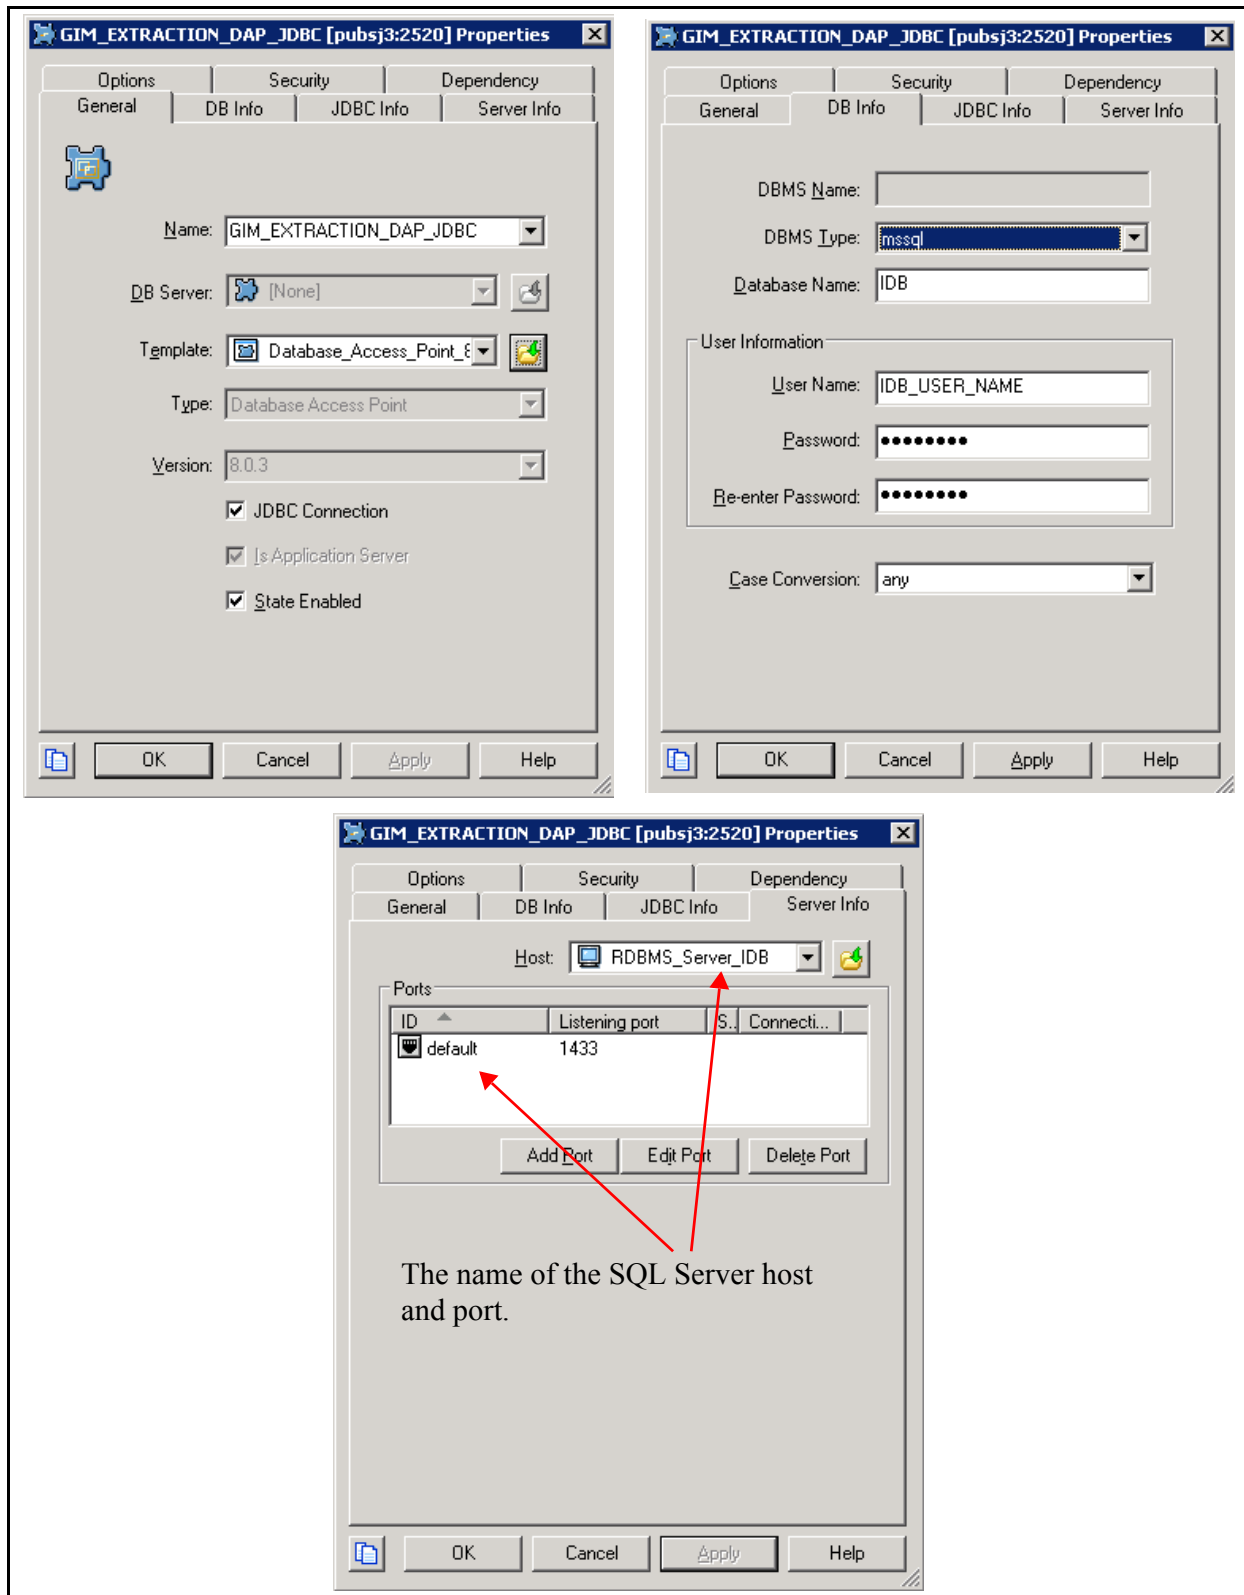 GIM_EXTRACTION_DAP_JDBC [pubsj3:2520] Properties
Options Security Dependency
General DB Info JDBC Info Server Info
Name: GIM_EXTRACTION_DAP_JDBC
DB Server: [None]
Template: Database_Access_Point_8
Type: Database Access Point
Version: 8.0.3
JDBC Connection
Is Application Server
State Enabled
OK Cancel Apply Help
GIM_EXTRACTION_DAP_JDBC [pubsj3:2520] Properties
Options Security Dependency
General DB Info JDBC Info Server Info
DBMS Name:
DBMS Type: mssql
Database Name: IDB
User Information
User Name: IDB_USER_NAME
Password: ●●●●●●●●
Re-enter Password: ●●●●●●●●
Case Conversion: any
OK Cancel Apply Help
GIM_EXTRACTION_DAP_JDBC [pubsj3:2520] Properties
Options Security Dependency
General DB Info JDBC Info Server Info
Host: RDBMS_Server_IDB
Ports
ID Listening port S.. Connecti...
default 1433
Add Port Edit Port Delete Port
The name of the SQL Server host
and port.
OK Cancel Apply Help